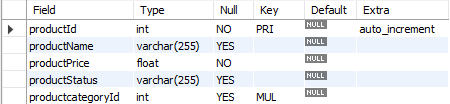 Field Type Null Key Default Extra
productId int NO PRI NULL auto_increment
productName varchar(255) YES NULL
productPrice float NO NULL
productStatus varchar(255) YES NULL
productcategoryId int YES MUL NULL